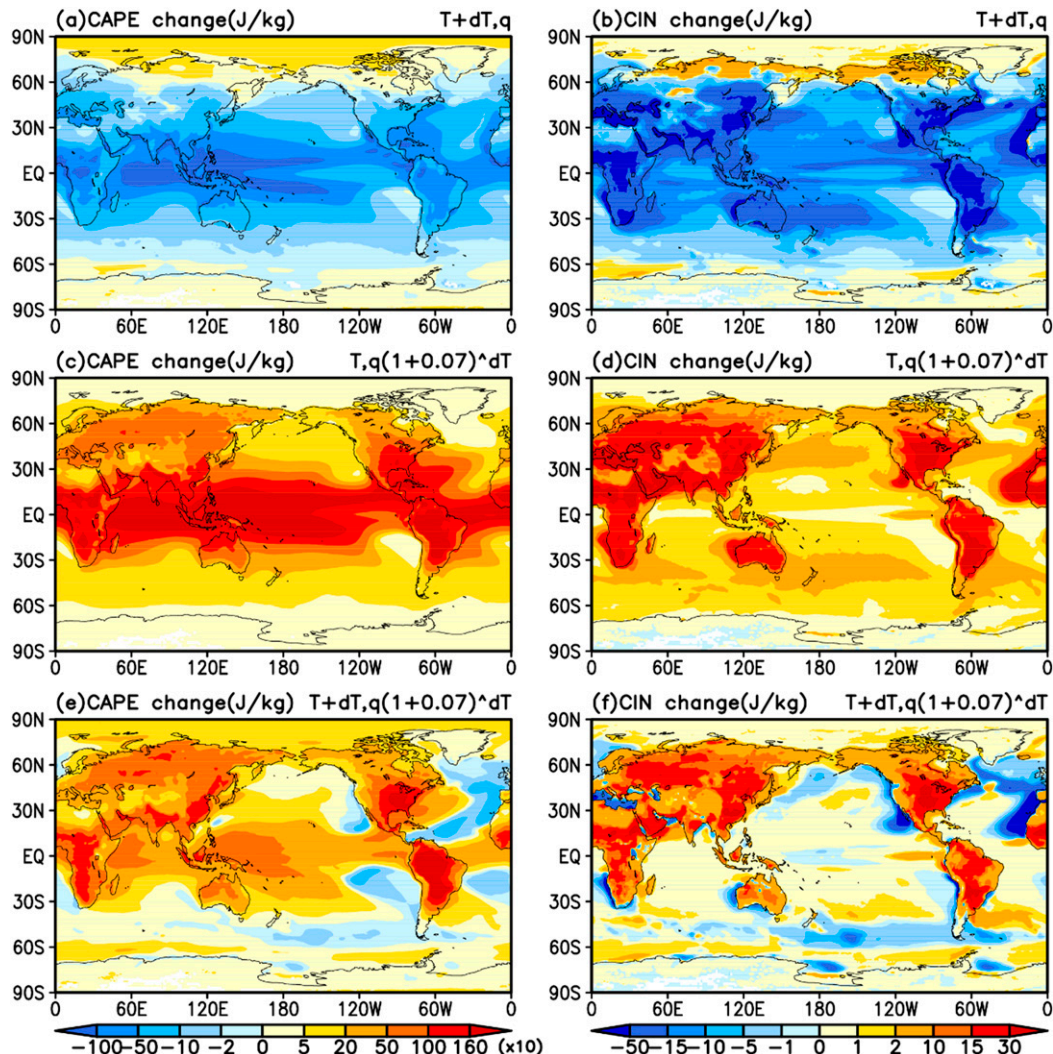 (a)CAPE change(J/kg) T+dT,q
(b)CIN change(J/kg) T+dT,q
90N
60N
30N
EQ
30S
60S
90S
0 60E 120E 180 120W 60W 0
90N
60N
30N
EQ
30S
60S
90S
0 60E 120E 180 120W 60W 0
(c)CAPE change(J/kg) T,q(1+0.07)^dT
(d)CIN change(J/kg) T,q(1+0.07)^dT
90N
60N
30N
EQ
30S
60S
90S
0 60E 120E 180 120W 60W 0
90N
60N
30N
EQ
30S
60S
90S
0 60E 120E 180 120W 60W 0
(e)CAPE change(J/kg) T+dT,q(1+0.07)^dT
(f)CIN change(J/kg) T+dT,q(1+0.07)^dT
90N
60N
30N
EQ
30S
60S
90S
0 60E 120E 180 120W 60W 0
90N
60N
30N
EQ
30S
60S
90S
0 60E 120E 180 120W 60W 0
-100 -50 -10 -2 0 5 20 50 100 160 (x10)
-50 -15 -10 -5 -1 0 1 2 10 15 30